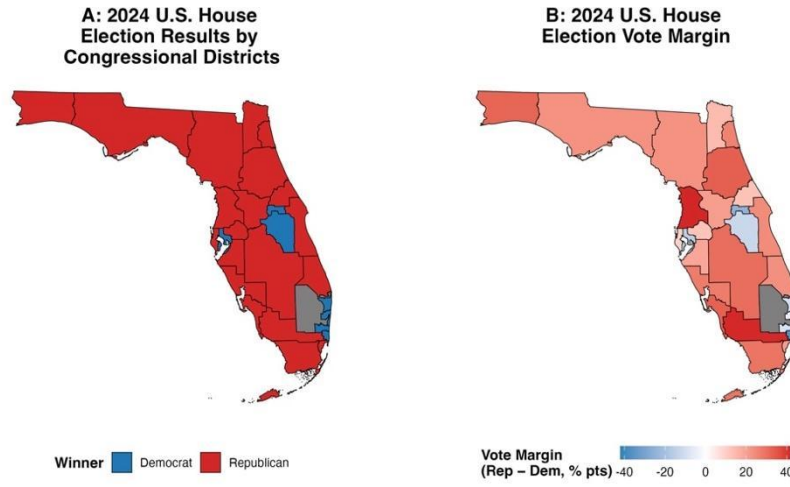 A: 2024 U.S. House
Election Results by
Congressional Districts
B: 2024 U.S. House
Election Vote Margin
Winner Democrat Republican
Vote Margin
(Rep − Dem, % pts) -40 -20 0 20 40